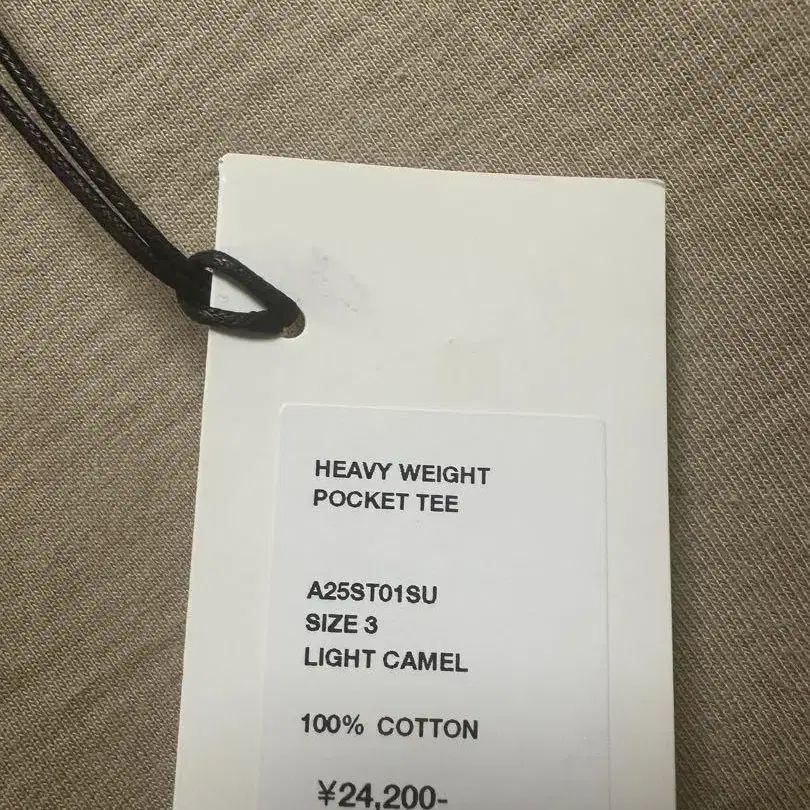 HEAVY WEIGHT
POCKET TEE
A25ST01SU
SIZE 3
LIGHT CAMEL
100% COTTON
¥24,200-